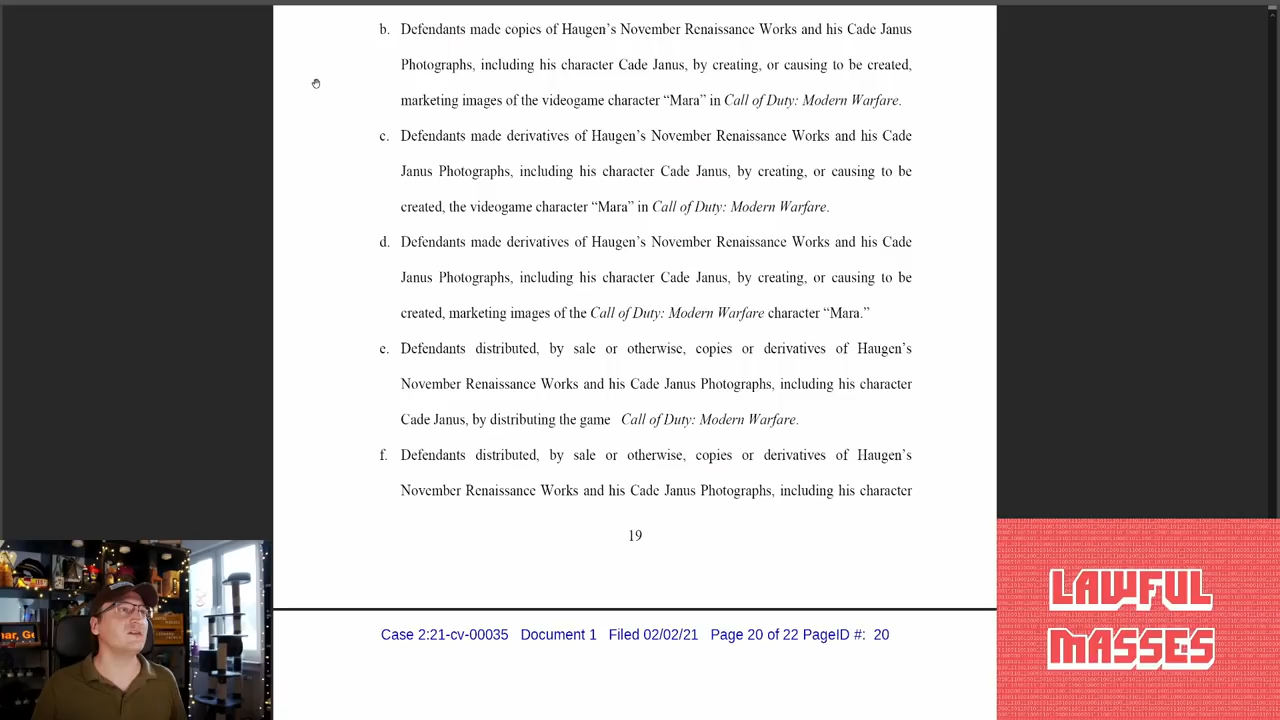 b. Defendants made copies of Haugen's November Renaissance Works and his Cade Janus
Photographs, including his character Cade Janus, by creating, or causing to be created,
marketing images of the videogame character “Mara” in Call of Duty: Modern Warfare.
c. Defendants made derivatives of Haugen's November Renaissance Works and his Cade
Janus Photographs, including his character Cade Janus, by creating, or causing to be
created, the videogame character “Mara” in Call of Duty: Modern Warfare.
d. Defendants made derivatives of Haugen's November Renaissance Works and his Cade
Janus Photographs, including his character Cade Janus, by creating, or causing to be
created, marketing images of the Call of Duty: Modern Warfare character “Mara.”
e. Defendants distributed, by sale or otherwise, copies or derivatives of Haugen's
November Renaissance Works and his Cade Janus Photographs, including his character
Cade Janus, by distributing the game Call of Duty: Modern Warfare.
f. Defendants distributed, by sale or otherwise, copies or derivatives of Haugen's
November Renaissance Works and his Cade Janus Photographs, including his character
19
Case 2:21-cv-00035 Document 1 Filed 02/02/21 Page 20 of 22 PageID #: 20
LAWFUL
MASSES